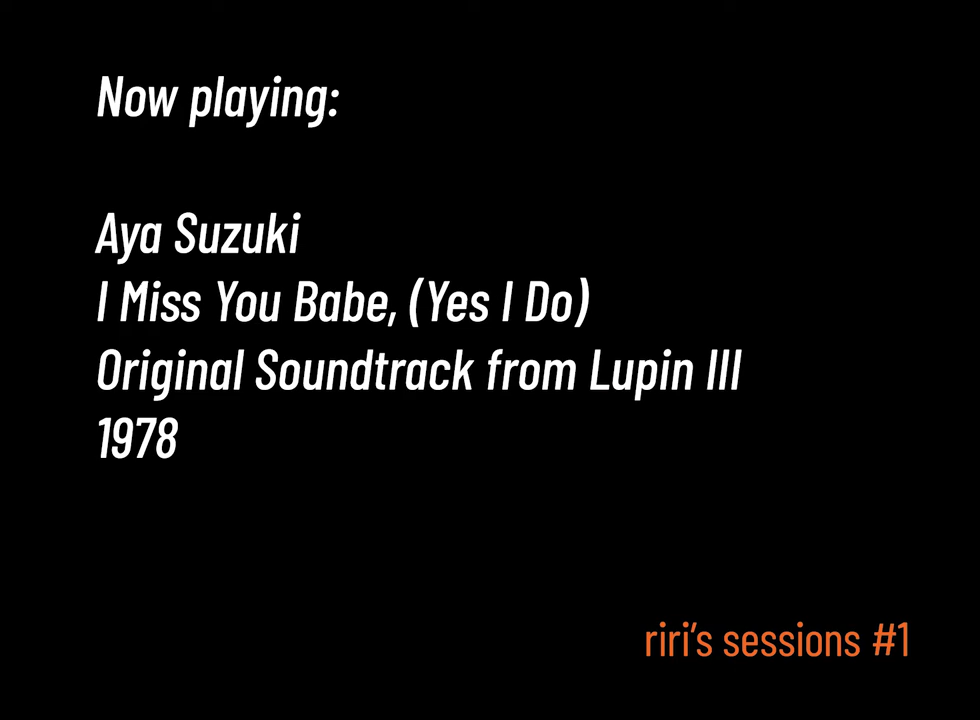 Now playing:
Aya Suzuki
I Miss You Babe, (Yes I Do)
Original Soundtrack from Lupin III
1978
riri's sessions #1